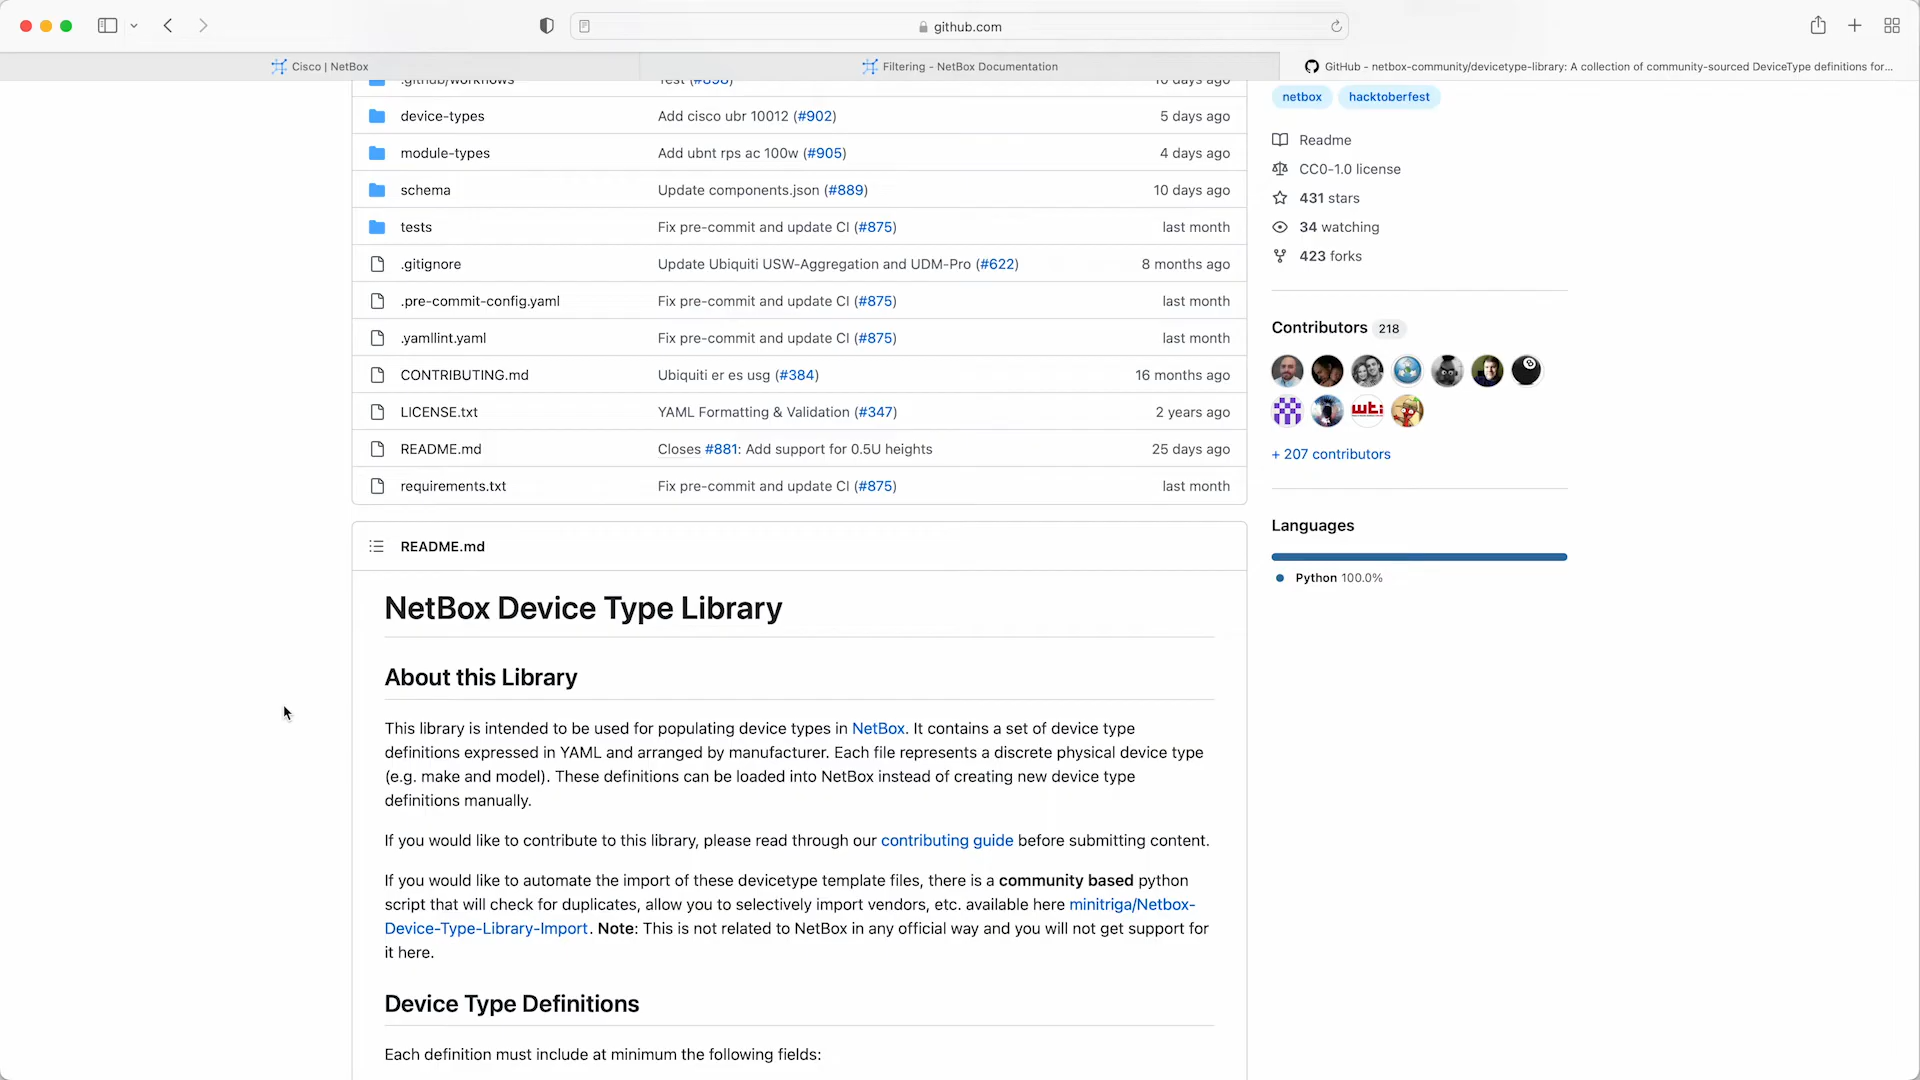 github.com
Cisco | NetBox
Filtering - NetBox Documentation
GitHub - netbox-community/devicetype-library: A collection of community-sourced DeviceType definitions for...
.github/workflows Test (#898) 10 days ago
device-types Add cisco ubr 10012 (#902) 5 days ago
module-types Add ubnt rps ac 100w (#905) 4 days ago
schema Update components.json (#889) 10 days ago
tests Fix pre-commit and update CI (#875) last month
.gitignore Update Ubiquiti USW-Aggregation and UDM-Pro (#622) 8 months ago
.pre-commit-config.yaml Fix pre-commit and update CI (#875) last month
.yamllint.yaml Fix pre-commit and update CI (#875) last month
CONTRIBUTING.md Ubiquiti er es usg (#384) 16 months ago
LICENSE.txt YAML Formatting & Validation (#347) 2 years ago
README.md Closes #881: Add support for 0.5U heights 25 days ago
requirements.txt Fix pre-commit and update CI (#875) last month
README.md
NetBox Device Type Library
About this Library
This library is intended to be used for populating device types in NetBox. It contains a set of device type
definitions expressed in YAML and arranged by manufacturer. Each file represents a discrete physical device type
(e.g. make and model). These definitions can be loaded into NetBox instead of creating new device type
definitions manually.
If you would like to contribute to this library, please read through our contributing guide before submitting content.
If you would like to automate the import of these devicetype template files, there is a community based python
script that will check for duplicates, allow you to selectively import vendors, etc. available here minitriga/Netbox-
Device-Type-Library-Import. Note: This is not related to NetBox in any official way and you will not get support for
it here.
Device Type Definitions
Each definition must include at minimum the following fields:
netbox hacktoberfest
Readme
CC0-1.0 license
431 stars
34 watching
423 forks
Contributors 218
8
wti
+ 207 contributors
Languages
Python 100.0%